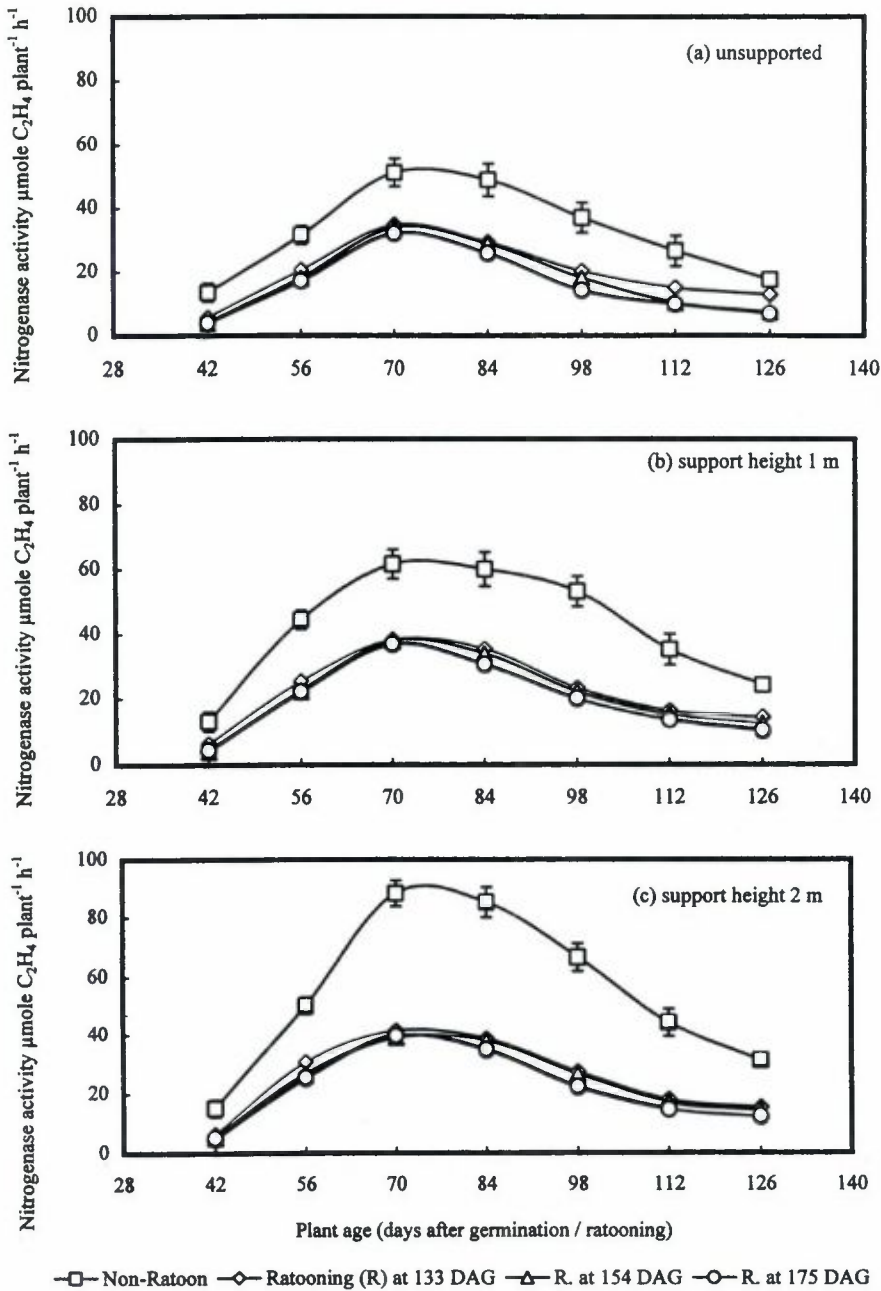 100
80
60
40
20
0
Nitrogenase activity µmole C₂H₄ plant⁻¹ h⁻¹
(a) unsupported
28 42 56 70 84 98 112 126 140
100
80
60
40
20
0
Nitrogenase activity µmole C₂H₄ plant⁻¹ h⁻¹
(b) support height 1 m
28 42 56 70 84 98 112 126 140
100
80
60
40
20
0
Nitrogenase activity µmole C₂H₄ plant⁻¹ h⁻¹
(c) support height 2 m
28 42 56 70 84 98 112 126 140
Plant age (days after germination / ratooning)
Non-Ratoon Ratooning (R) at 133 DAG R. at 154 DAG R. at 175 DAG